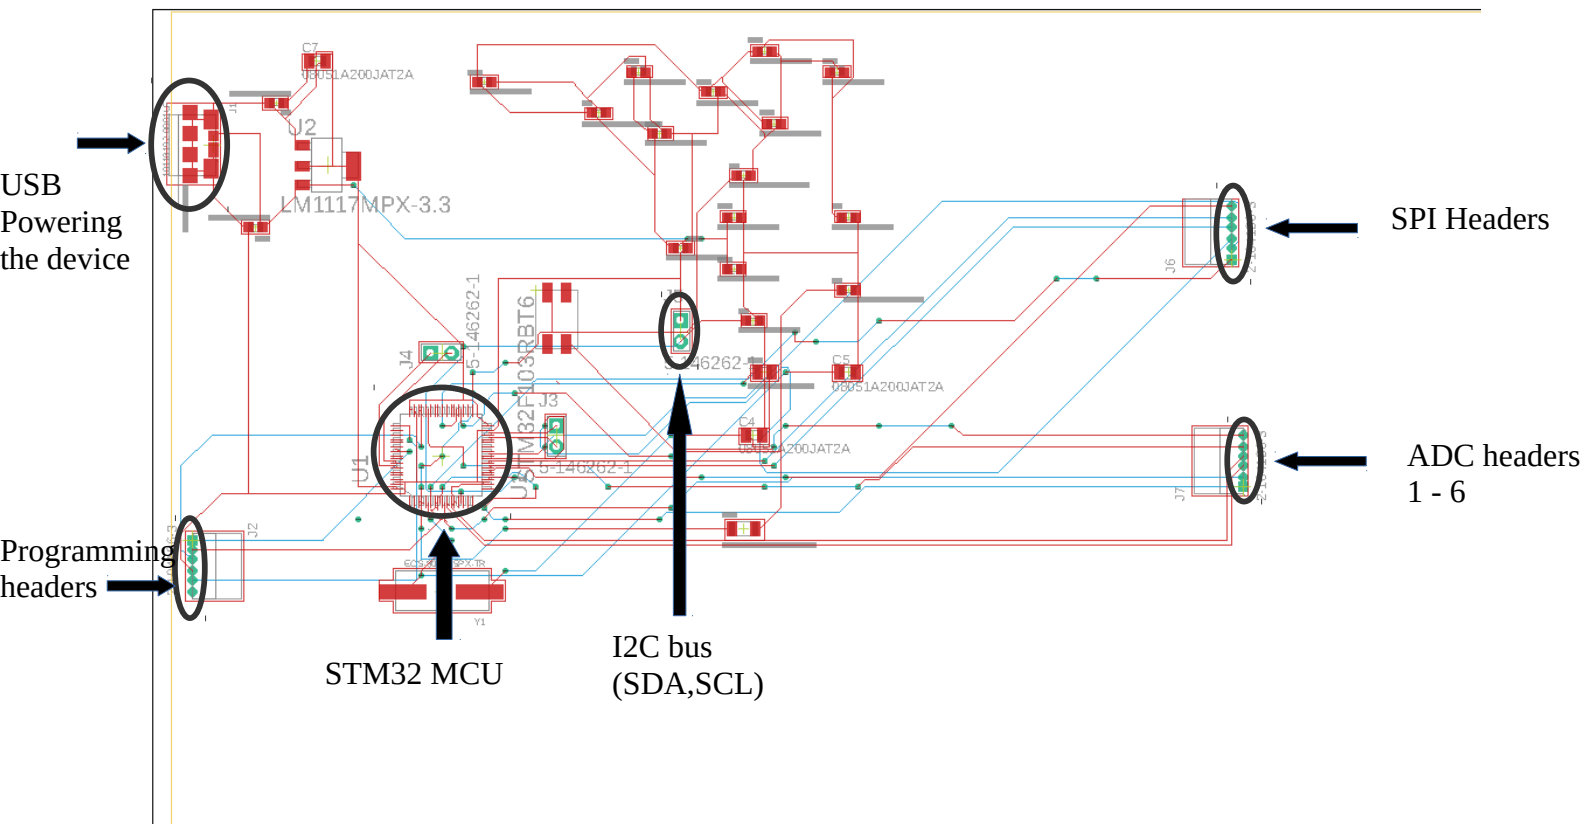 C7
08051A200JAT2A
J1
J2
LM1117MPX-3.3
USB
Powering
the device
SPI Headers
J6
5-146262-1
J4
STM32F103RBT6
C5
08051A200JAT2A
J3
C4
08051A200JAT2A
5-146262-1
U1
ADC headers
1 - 6
J7
J2
Programming
headers
Y1
STM32 MCU
I2C bus
(SDA,SCL)